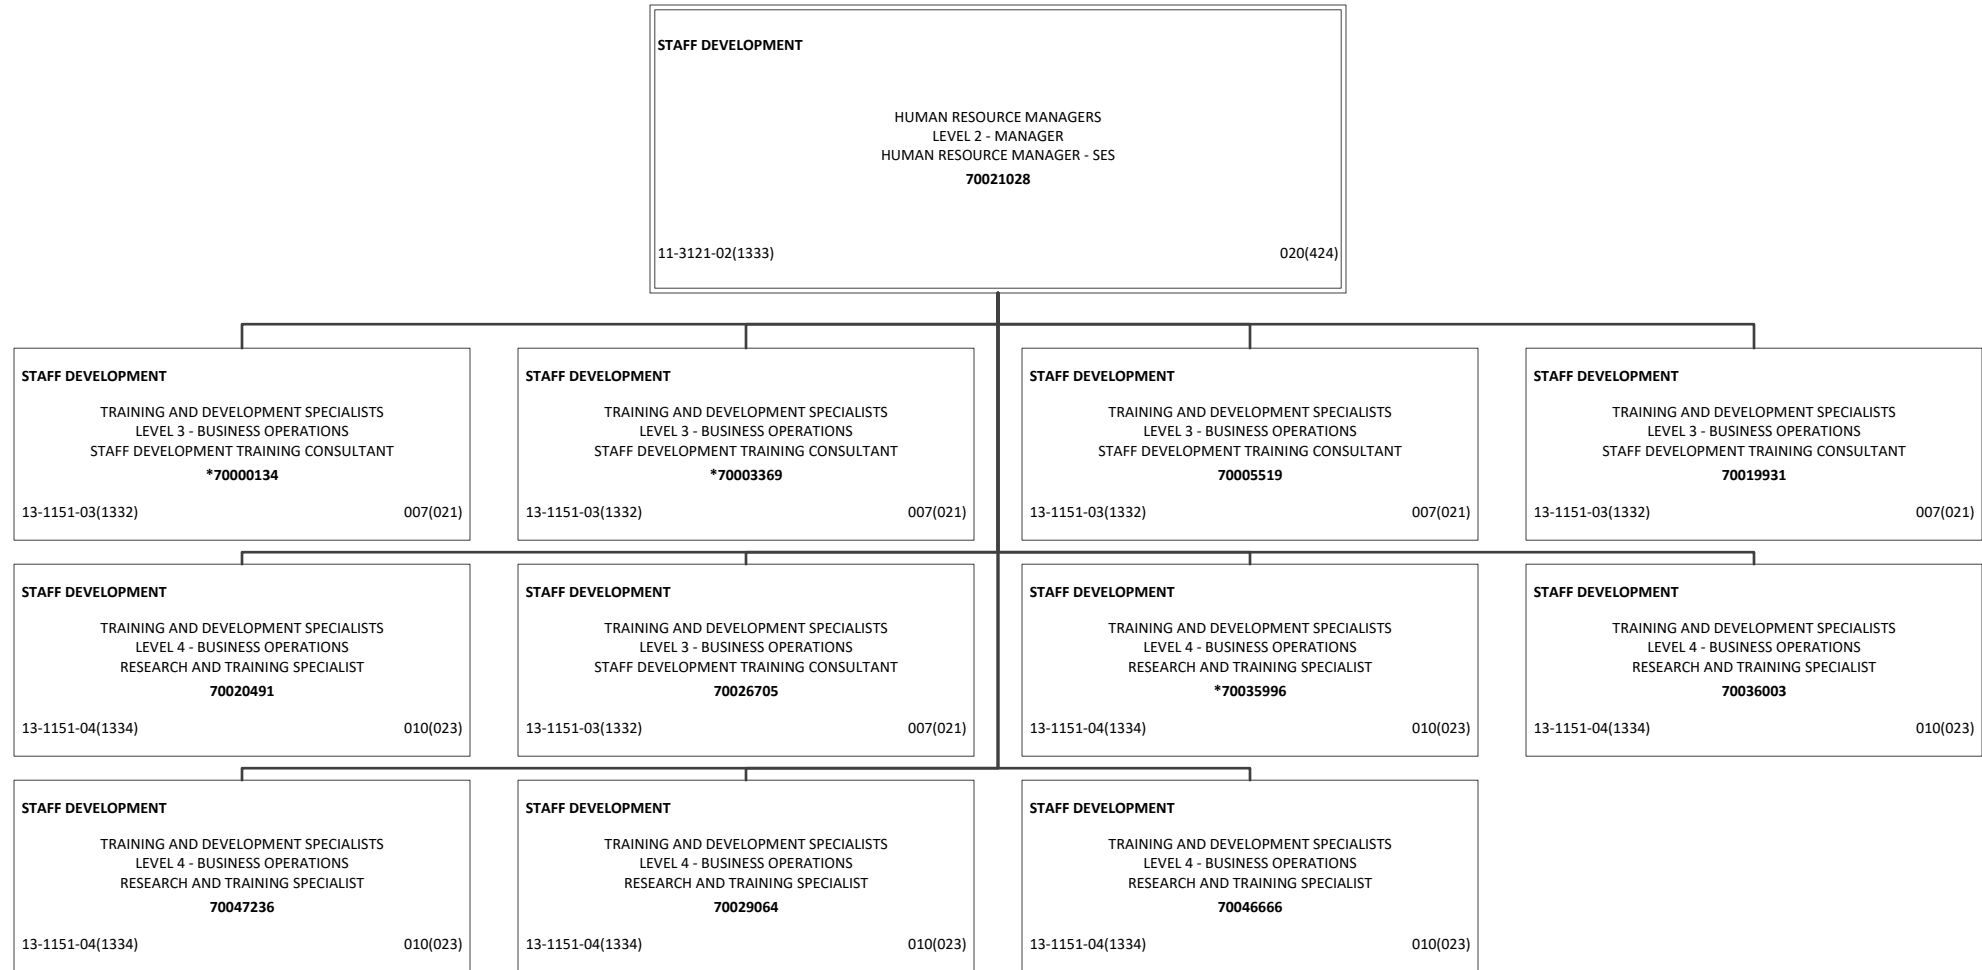 STAFF DEVELOPMENT
HUMAN RESOURCE MANAGERS
LEVEL 2 - MANAGER
HUMAN RESOURCE MANAGER - SES
70021028
11-3121-02(1333) 020(424)
STAFF DEVELOPMENT
TRAINING AND DEVELOPMENT SPECIALISTS
LEVEL 3 - BUSINESS OPERATIONS
STAFF DEVELOPMENT TRAINING CONSULTANT
*70000134
13-1151-03(1332) 007(021)
STAFF DEVELOPMENT
TRAINING AND DEVELOPMENT SPECIALISTS
LEVEL 3 - BUSINESS OPERATIONS
STAFF DEVELOPMENT TRAINING CONSULTANT
*70003369
13-1151-03(1332) 007(021)
STAFF DEVELOPMENT
TRAINING AND DEVELOPMENT SPECIALISTS
LEVEL 3 - BUSINESS OPERATIONS
STAFF DEVELOPMENT TRAINING CONSULTANT
70005519
13-1151-03(1332) 007(021)
STAFF DEVELOPMENT
TRAINING AND DEVELOPMENT SPECIALISTS
LEVEL 3 - BUSINESS OPERATIONS
STAFF DEVELOPMENT TRAINING CONSULTANT
70019931
13-1151-03(1332) 007(021)
STAFF DEVELOPMENT
TRAINING AND DEVELOPMENT SPECIALISTS
LEVEL 4 - BUSINESS OPERATIONS
RESEARCH AND TRAINING SPECIALIST
70020491
13-1151-04(1334) 010(023)
STAFF DEVELOPMENT
TRAINING AND DEVELOPMENT SPECIALISTS
LEVEL 3 - BUSINESS OPERATIONS
STAFF DEVELOPMENT TRAINING CONSULTANT
70026705
13-1151-03(1332) 007(021)
STAFF DEVELOPMENT
TRAINING AND DEVELOPMENT SPECIALISTS
LEVEL 4 - BUSINESS OPERATIONS
RESEARCH AND TRAINING SPECIALIST
*70035996
13-1151-04(1334) 010(023)
STAFF DEVELOPMENT
TRAINING AND DEVELOPMENT SPECIALISTS
LEVEL 4 - BUSINESS OPERATIONS
RESEARCH AND TRAINING SPECIALIST
70036003
13-1151-04(1334) 010(023)
STAFF DEVELOPMENT
TRAINING AND DEVELOPMENT SPECIALISTS
LEVEL 4 - BUSINESS OPERATIONS
RESEARCH AND TRAINING SPECIALIST
70047236
13-1151-04(1334) 010(023)
STAFF DEVELOPMENT
TRAINING AND DEVELOPMENT SPECIALISTS
LEVEL 4 - BUSINESS OPERATIONS
RESEARCH AND TRAINING SPECIALIST
70029064
13-1151-04(1334) 010(023)
STAFF DEVELOPMENT
TRAINING AND DEVELOPMENT SPECIALISTS
LEVEL 4 - BUSINESS OPERATIONS
RESEARCH AND TRAINING SPECIALIST
70046666
13-1151-04(1334) 010(023)